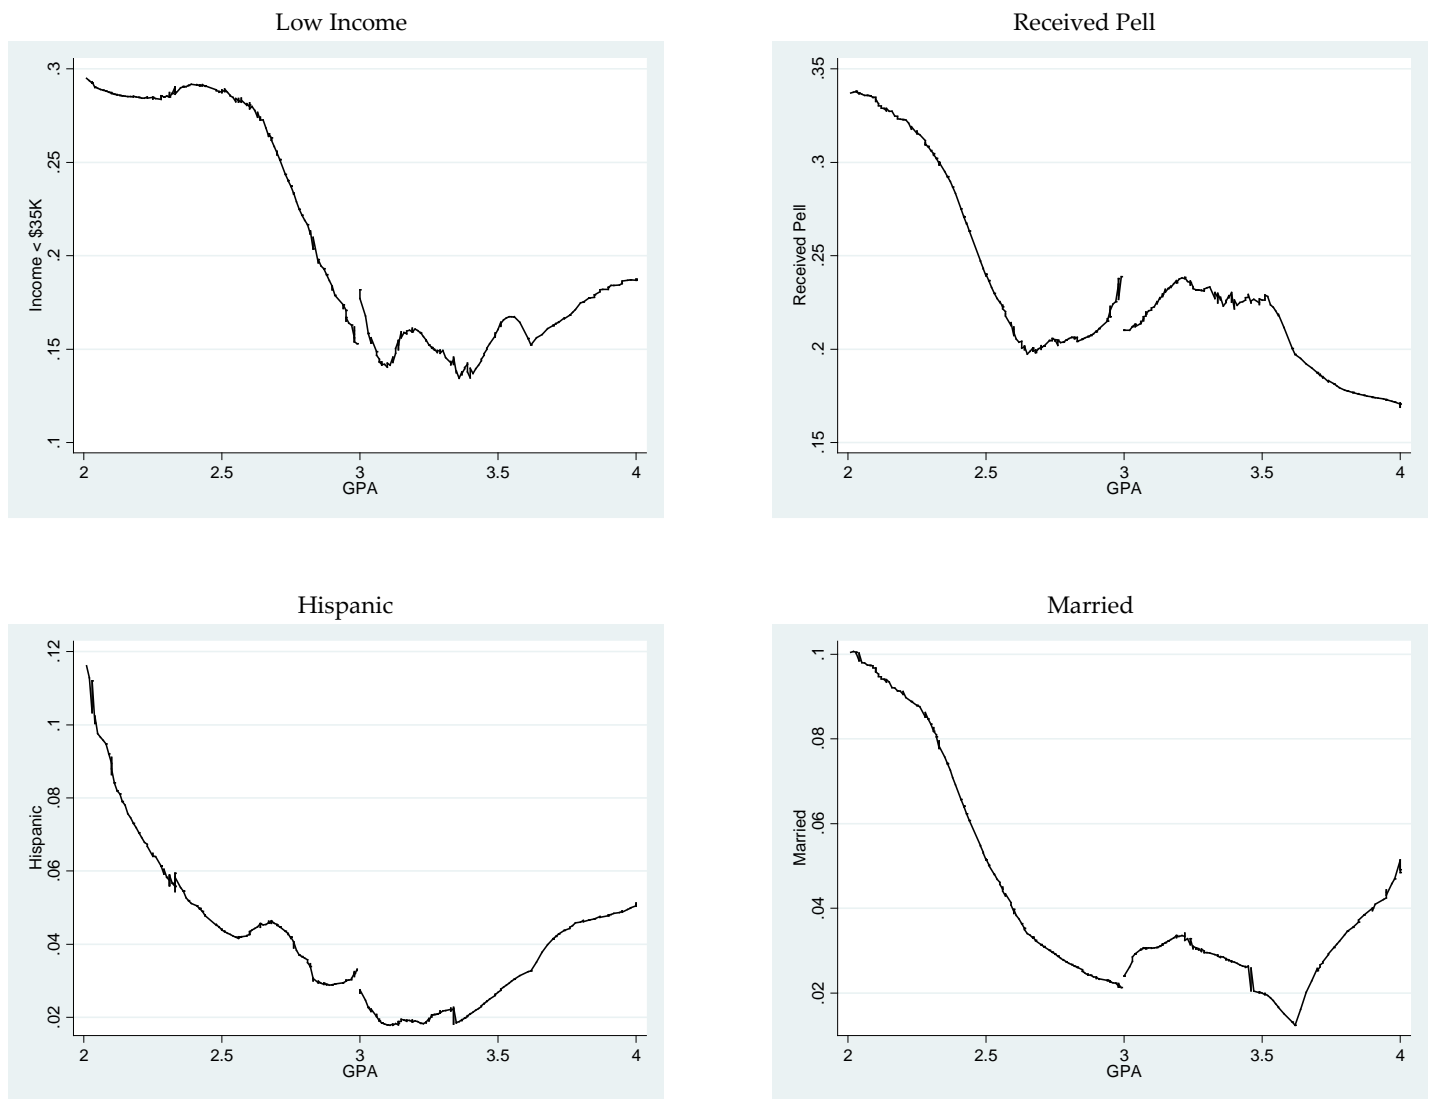 Low Income
.3
.25
.2
.15
.1
Income < $35K
2 2.5 3 3.5 4
GPA
Received Pell
.35
.3
.25
.2
.15
Received Pell
2 2.5 3 3.5 4
GPA
Hispanic
.12
.1
.08
.06
.04
.02
Hispanic
2 2.5 3 3.5 4
GPA
Married
.1
.08
.06
.04
.02
Married
2 2.5 3 3.5 4
GPA